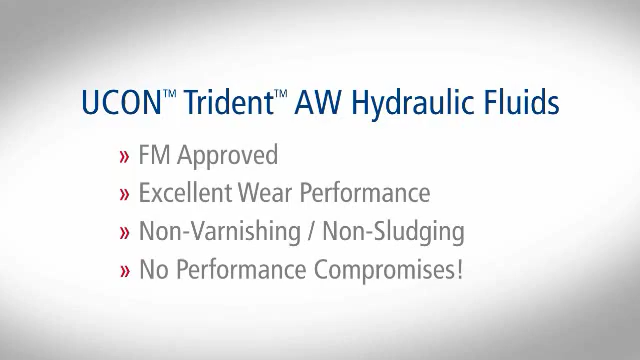 UCON™ Trident™ AW Hydraulic Fluids
» FM Approved
» Excellent Wear Performance
» Non-Varnishing / Non-Sludging
» No Performance Compromises!